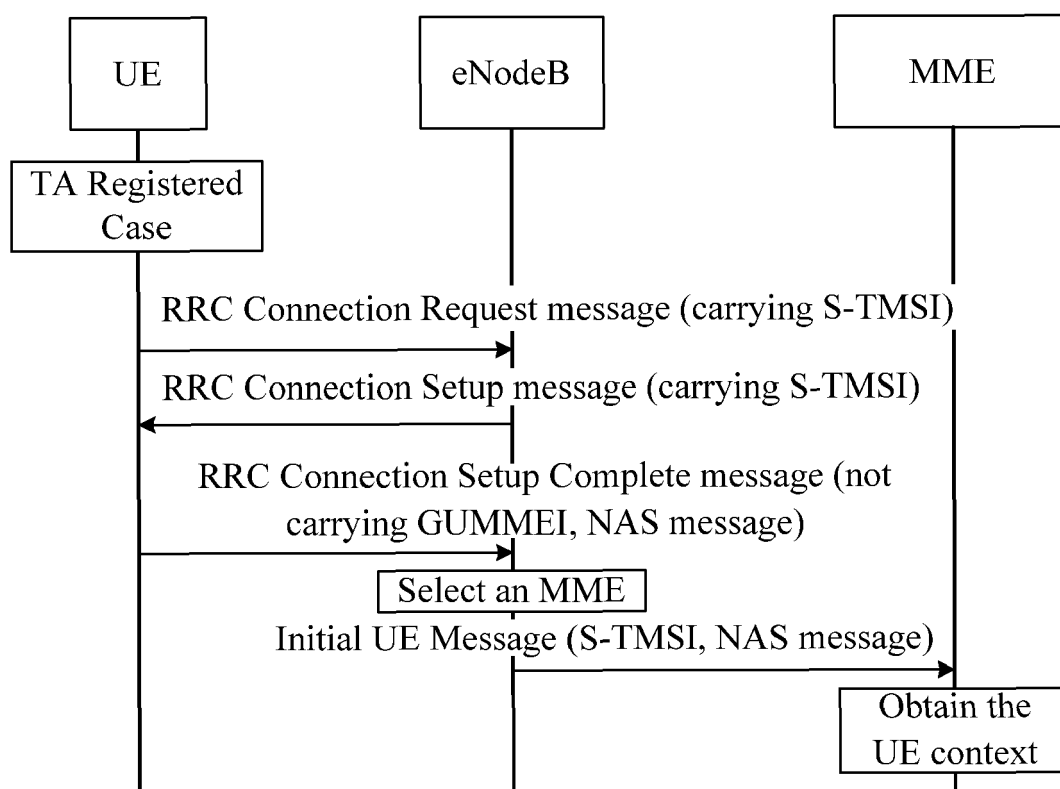 UE
eNodeB
MME
TA Registered
Case
RRC Connection Request message (carrying S-TMSI)
RRC Connection Setup message (carrying S-TMSI)
RRC Connection Setup Complete message (not
carrying GUMMEI, NAS message)
Select an MME
Initial UE Message (S-TMSI, NAS message)
Obtain the
UE context